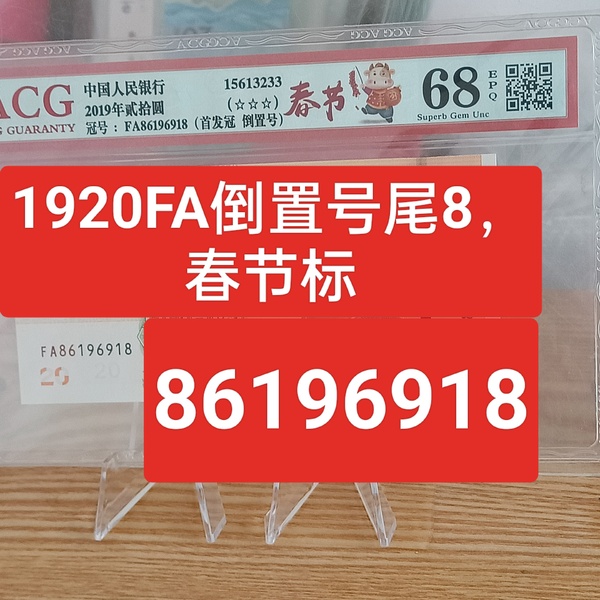 ACG
GUARANTY
中国人民银行
2019年贰拾圆
冠号：FA86196918（首发冠 倒置号）
15613233
（☆☆☆）
春节
68
EPQ
Superb Gem Unc
1920FA倒置号尾8，
春节标
FA86196918
20 20
86196918